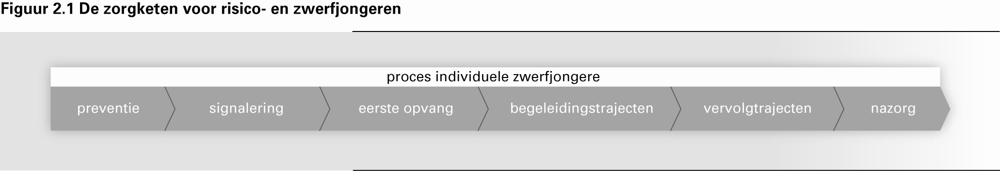 Figuur 2.1 De zorgketen voor risico- en zwerfjongeren
proces individuele zwerfjongere
preventie signalering eerste opvang begeleidingstrajecten vervolgtrajecten nazorg